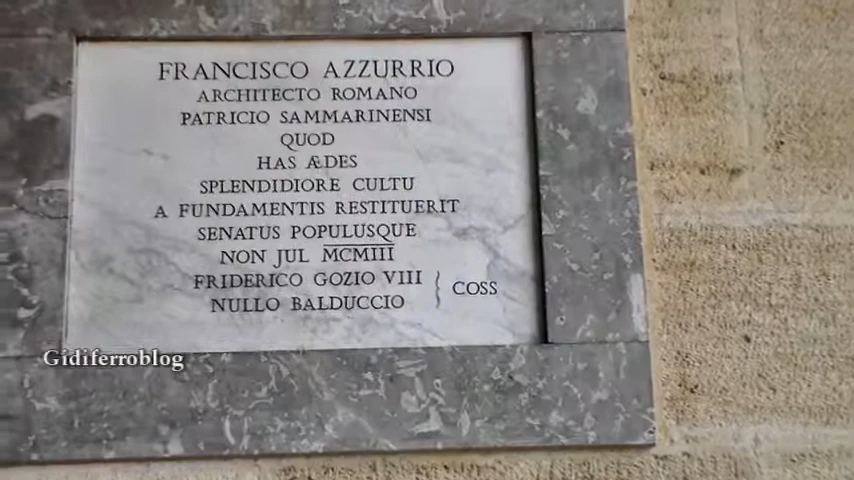 FRANCISCO AZZURRIO
ARCHITECTO ROMANO
PATRICIO SAMMARINENSI
QUOD
HAS ÆDES
SPLENDIDIORE CULTU
A FUNDAMENTIS RESTITUERIT
SENATUS POPULUSQUE
NON JUL MCMIII
FRIDERICO GOZIO VIII
NULLO BALDUCCIO } COSS
Gidiferroblog